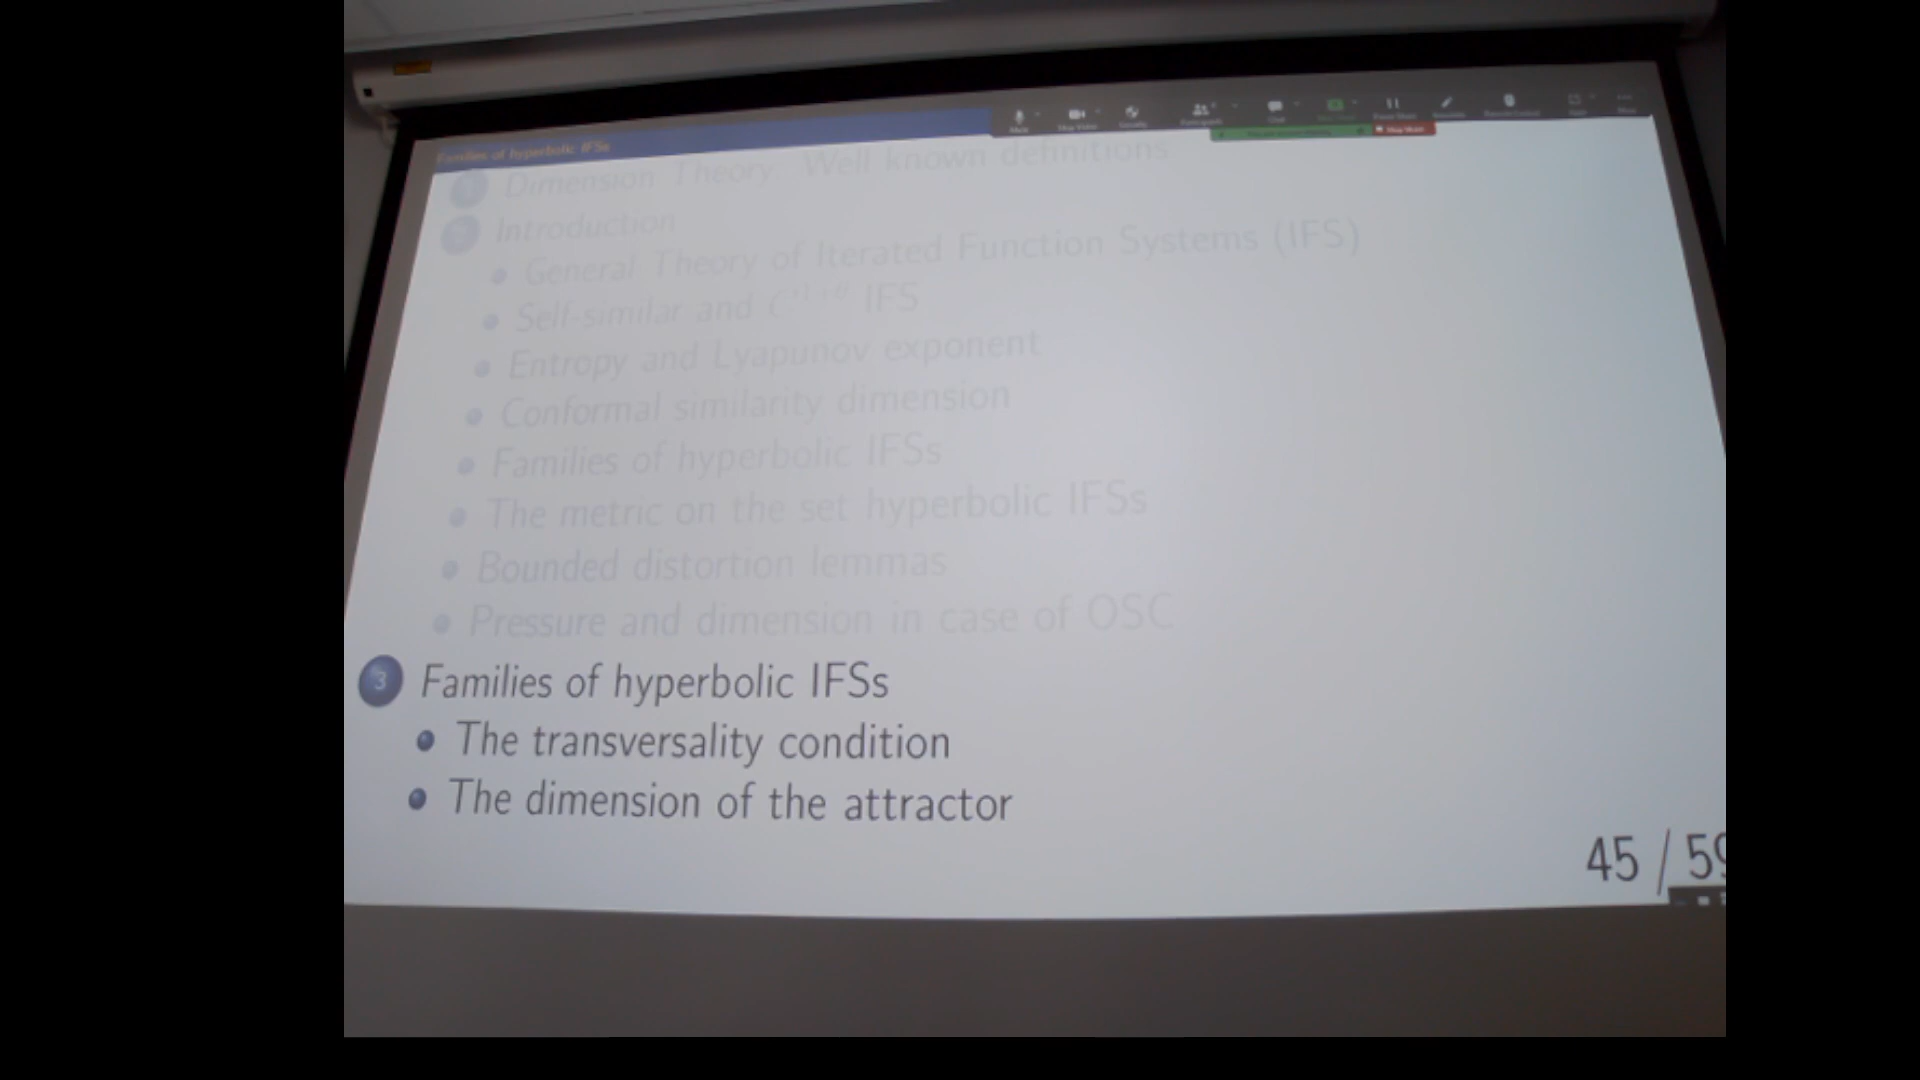 Families of hyperbolic IFSs
1 Dimension Theory. Well known definitions
2 Introduction
General Theory of Iterated Function Systems (IFS)
Self-similar and C^{1+θ} IFS
Entropy and Lyapunov exponent
Conformal similarity dimension
Families of hyperbolic IFSs
The metric on the set hyperbolic IFSs
Bounded distortion lemmas
Pressure and dimension in case of OSC
3 Families of hyperbolic IFSs
The transversality condition
The dimension of the attractor
45 / 59